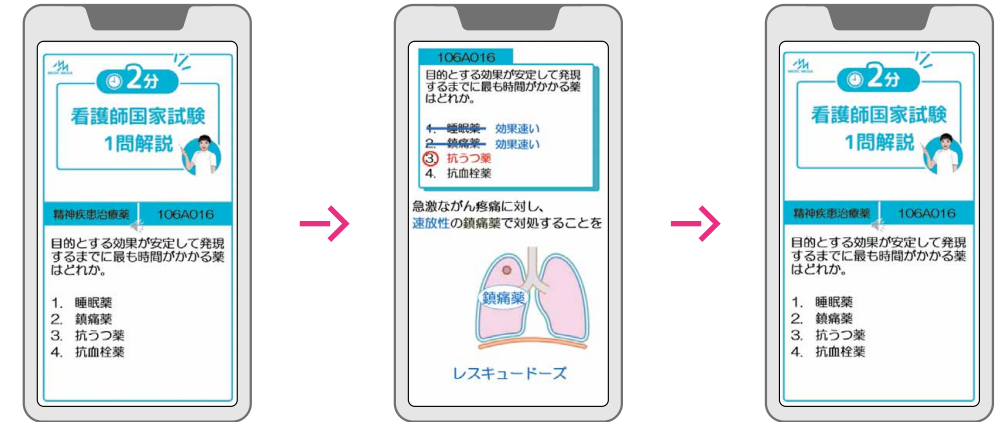 MEDIC MEDIA
2分
看護師国家試験
1問解説
精神疾患治療薬 106A016
目的とする効果が安定して発現
するまでに最も時間がかかる薬
はどれか。
1. 睡眠薬
2. 鎮痛薬
3. 抗うつ薬
4. 抗血栓薬
106A016
目的とする効果が安定して発現
するまでに最も時間がかかる薬
はどれか。
1. 睡眠薬 効果速い
2. 鎮痛薬 効果速い
3. 抗うつ薬
4. 抗血栓薬
急激ながん疼痛に対し、
速放性の鎮痛薬で対処することを
鎮痛薬
レスキュードーズ
MEDIC MEDIA
2分
看護師国家試験
1問解説
精神疾患治療薬 106A016
目的とする効果が安定して発現
するまでに最も時間がかかる薬
はどれか。
1. 睡眠薬
2. 鎮痛薬
3. 抗うつ薬
4. 抗血栓薬